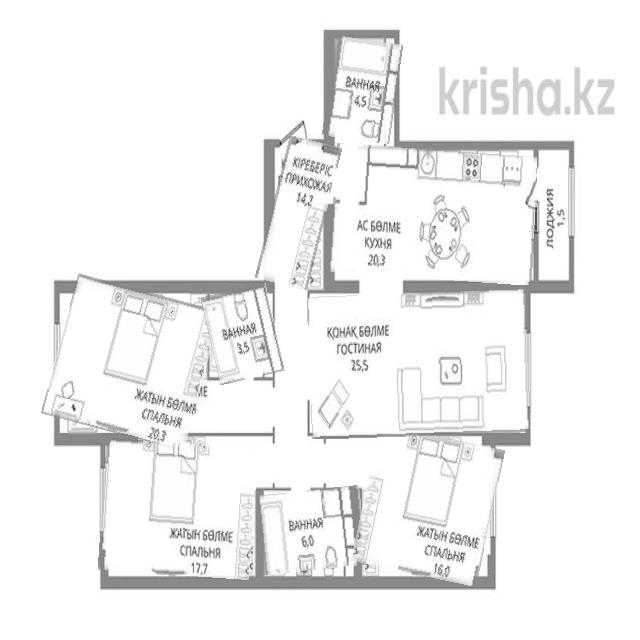 krisha.kz
ВАННАЯ
4,5
КІРЕБЕРІС
ПРИХОЖАЯ
14,2
АС БӨЛМЕ
КУХНЯ
20,3
ЛОДЖИЯ
1,5
ВАННАЯ
3,5
ҚОНАҚ БӨЛМЕ
ГОСТИНАЯ
25,5
ЖАТЫН БӨЛМЕ
СПАЛЬНЯ
20,3
ЖАТЫН БӨЛМЕ
СПАЛЬНЯ
17,7
ВАННАЯ
6,0
ЖАТЫН БӨЛМЕ
СПАЛЬНЯ
16,0